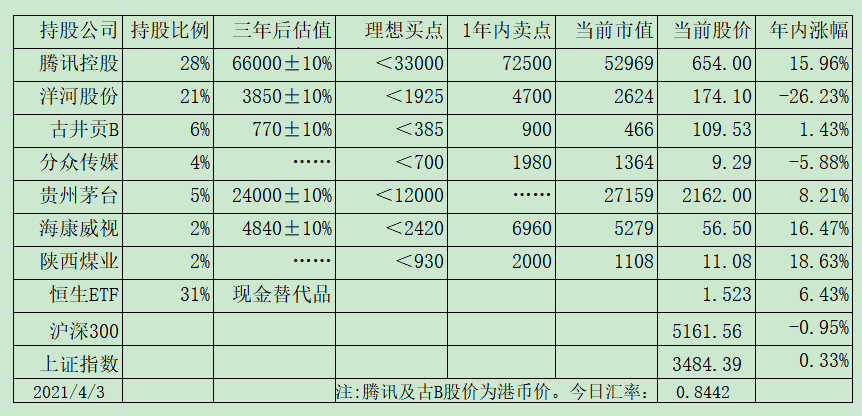 持股公司 持股比例 三年后估值 理想买点 1年内卖点 当前市值 当前股价 年内涨幅
腾讯控股 28% 66000±10% <33000 72500 52969 654.00 15.96%
洋河股份 21% 3850±10% <1925 4700 2624 174.10 -26.23%
古井贡B 6% 770±10% <385 900 466 109.53 1.43%
分众传媒 4% …… <700 1980 1364 9.29 -5.88%
贵州茅台 5% 24000±10% <12000 …… 27159 2162.00 8.21%
海康威视 2% 4840±10% <2420 6960 5279 56.50 16.47%
陕西煤业 2% …… <930 2000 1108 11.08 18.63%
恒生ETF 31% 现金替代品 1.523 6.43%
沪深300 5161.56 -0.95%
上证指数 3484.39 0.33%
2021/4/3 注:腾讯及古B股价为港币价。今日汇率： 0.8442